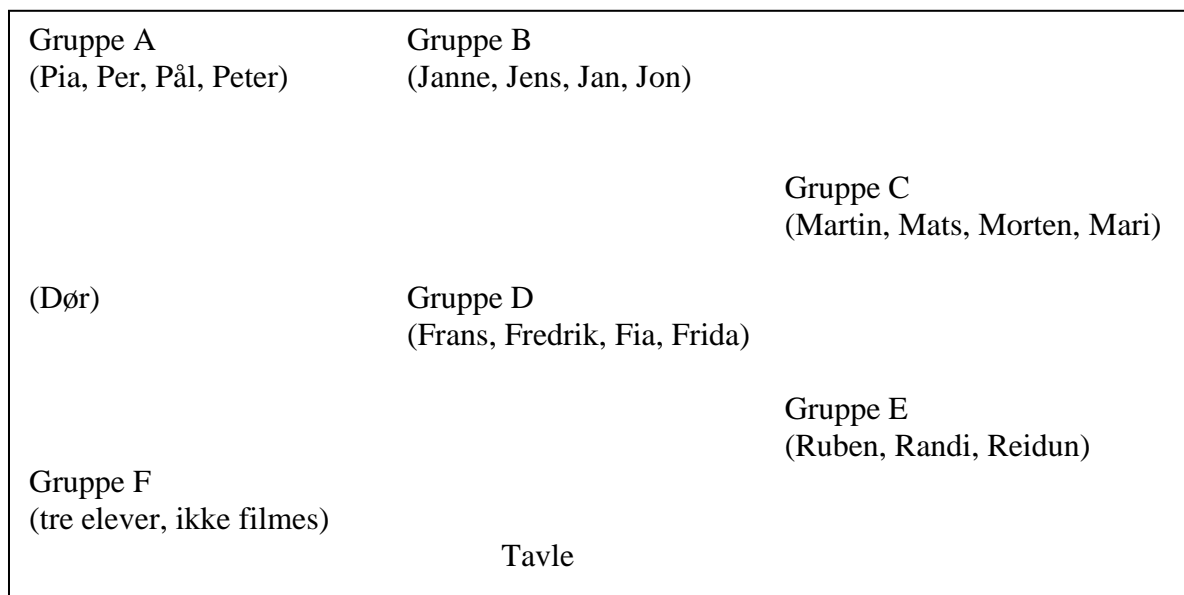 Gruppe A
(Pia, Per, Pål, Peter)
Gruppe B
(Janne, Jens, Jan, Jon)
Gruppe C
(Martin, Mats, Morten, Mari)
(Dør)
Gruppe D
(Frans, Fredrik, Fia, Frida)
Gruppe E
(Ruben, Randi, Reidun)
Gruppe F
(tre elever, ikke filmes)
Tavle